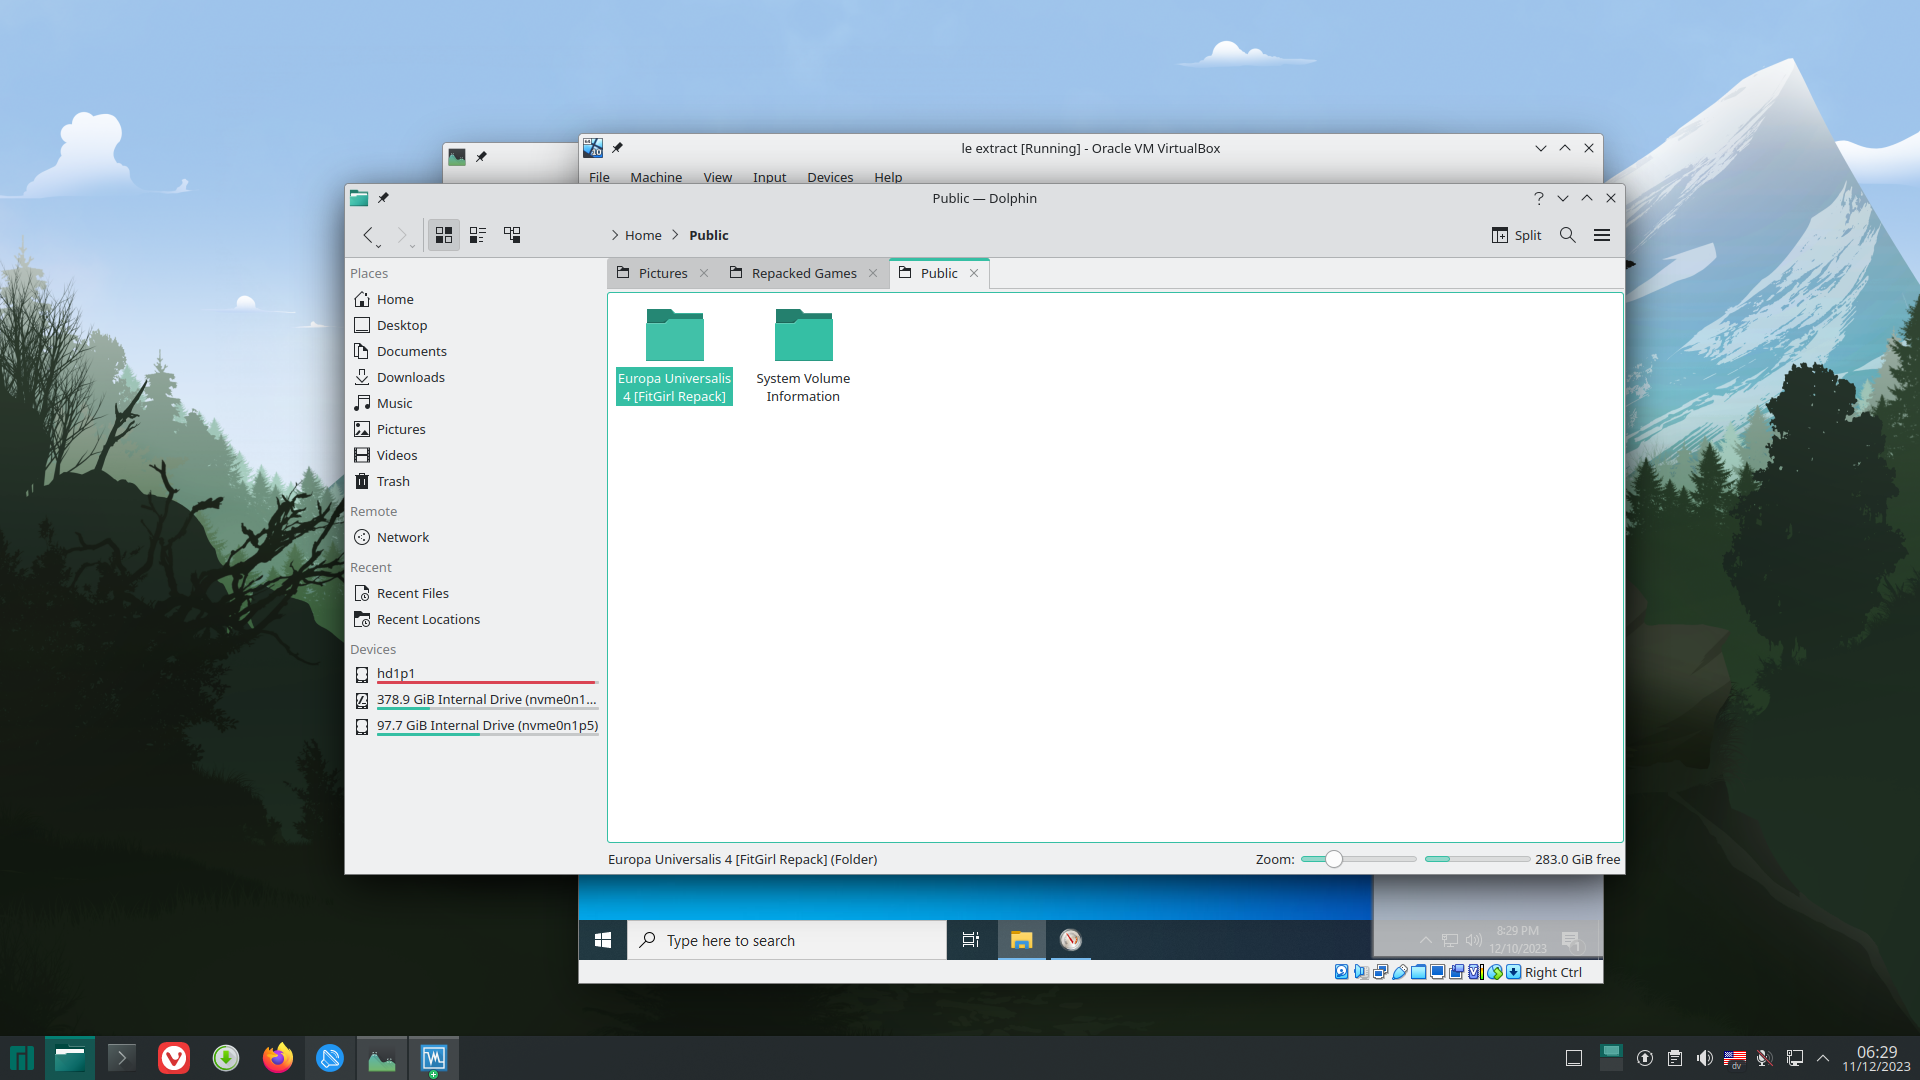 le extract [Running] - Oracle VM VirtualBox
File Machine View Input Devices Help
Public — Dolphin
Home Public
Split
Places
Home
Desktop
Documents
Downloads
Music
Pictures
Videos
Trash
Remote
Network
Recent
Recent Files
Recent Locations
Devices
hd1p1
378.9 GiB Internal Drive (nvme0n1...
97.7 GiB Internal Drive (nvme0n1p5)
Pictures Repacked Games Public
Europa Universalis
4 [FitGirl Repack]
System Volume
Information
Europa Universalis 4 [FitGirl Repack] (Folder)
Zoom: 283.0 GiB free
Type here to search
8:29 PM
12/10/2023
1
Right Ctrl
dv
06:29
11/12/2023